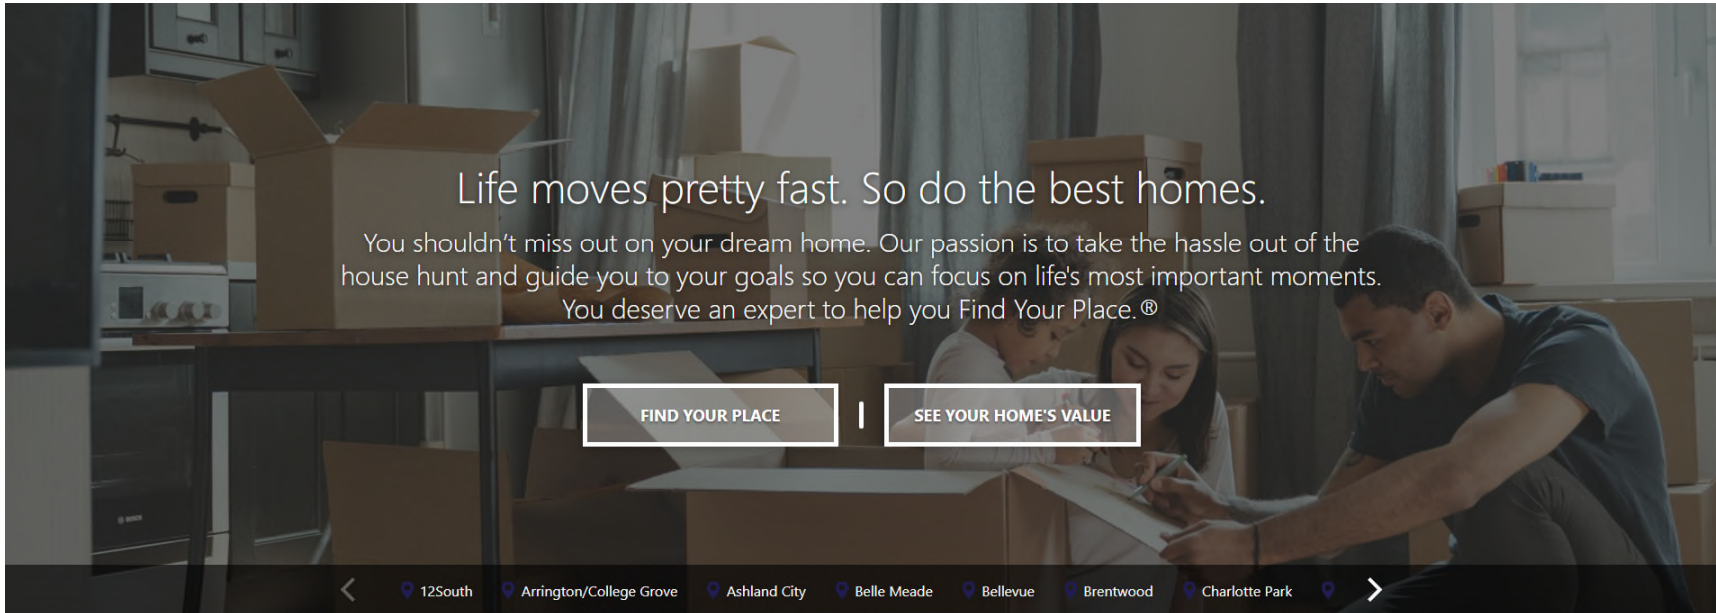 Life moves pretty fast. So do the best homes.
You shouldn’t miss out on your dream home. Our passion is to take the hassle out of the
house hunt and guide you to your goals so you can focus on life's most important moments.
You deserve an expert to help you Find Your Place.®
FIND YOUR PLACE | SEE YOUR HOME'S VALUE
BOSCH
12South Arrington/College Grove Ashland City Belle Meade Bellevue Brentwood Charlotte Park